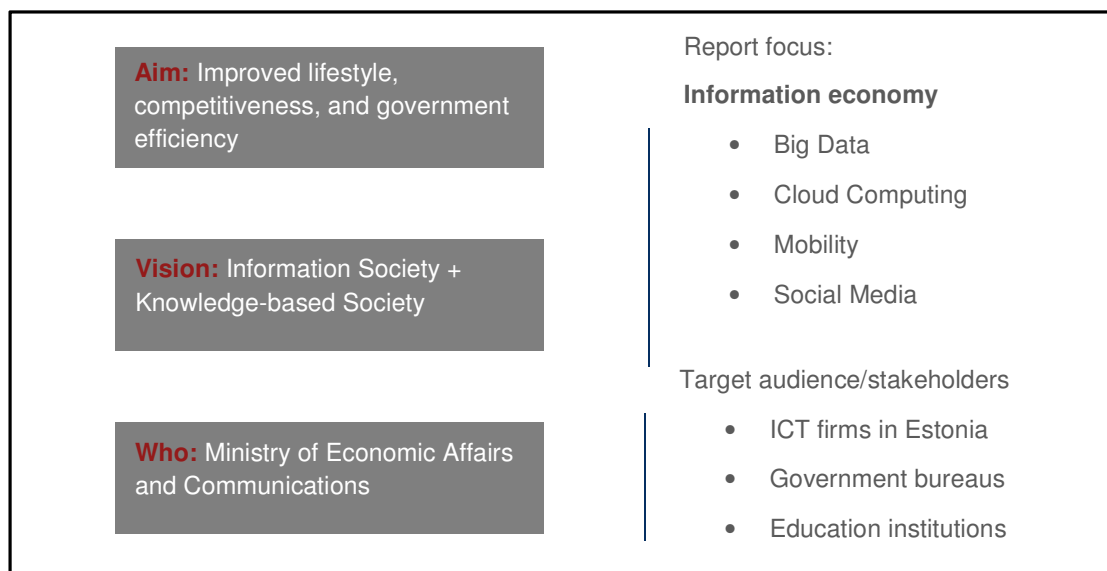 Aim: Improved lifestyle,
competitiveness, and government
efficiency
Vision: Information Society +
Knowledge-based Society
Who: Ministry of Economic Affairs
and Communications
Report focus:
Information economy
• Big Data
• Cloud Computing
• Mobility
• Social Media
Target audience/stakeholders
• ICT firms in Estonia
• Government bureaus
• Education institutions